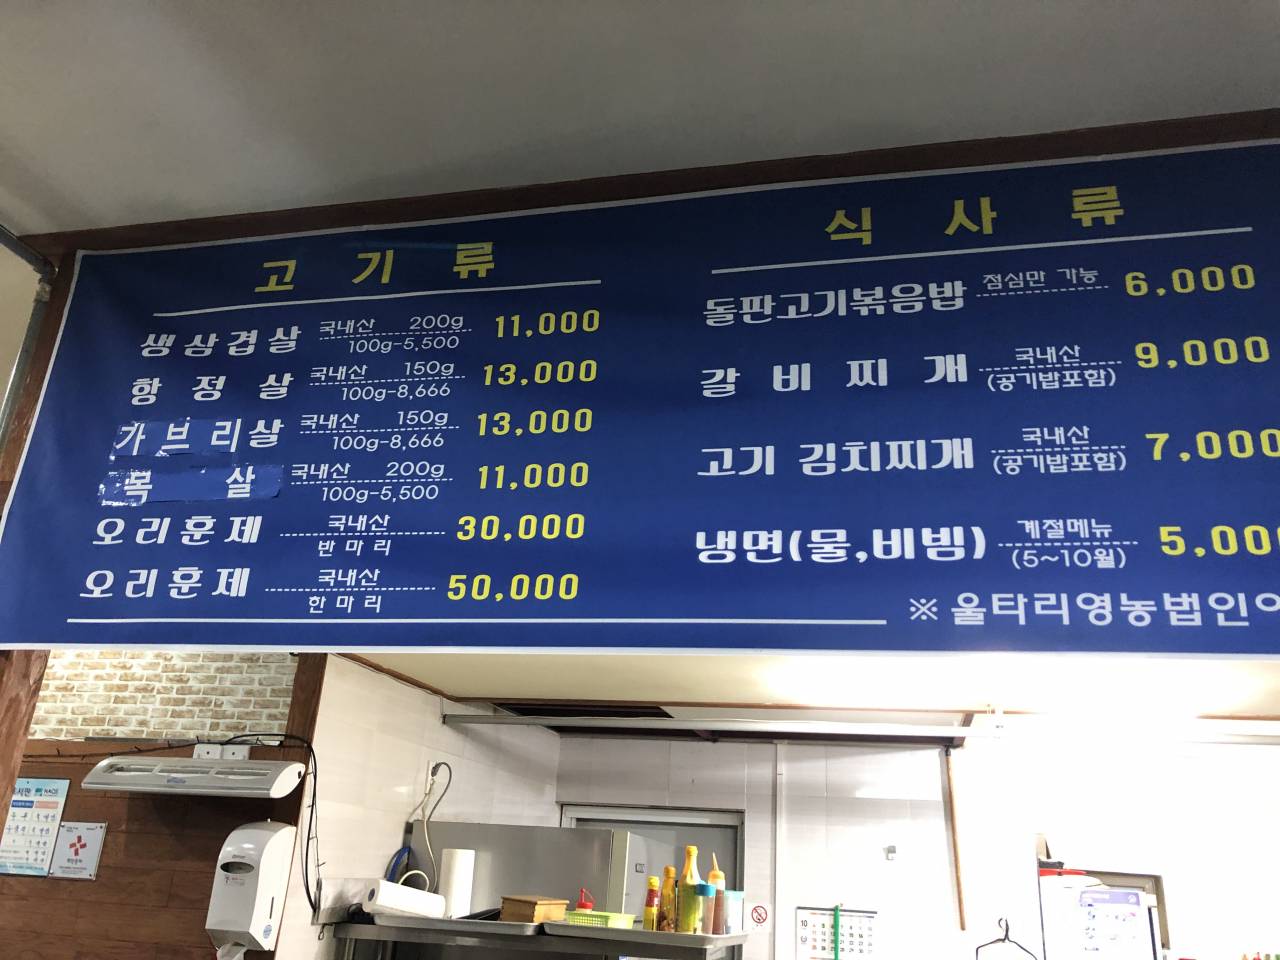 고기류
생삼겹살 국내산 200g 11,000
100g-5,500
항정살 국내산 150g 13,000
100g-8,666
가브리살 국내산 150g 13,000
100g-8,666
목살 국내산 200g 11,000
100g-5,500
오리훈제 국내산 30,000
반마리
오리훈제 국내산 50,000
한마리
식사류
돌판고기볶음밥 점심만 가능 6,000
갈비찌개 국내산 9,000
(공기밥포함)
고기 김치찌개 국내산 7,000
(공기밥포함)
냉면(물,비빔) 계절메뉴 5,00
(5~10월)
※ 울타리영농법인
NAQS
10